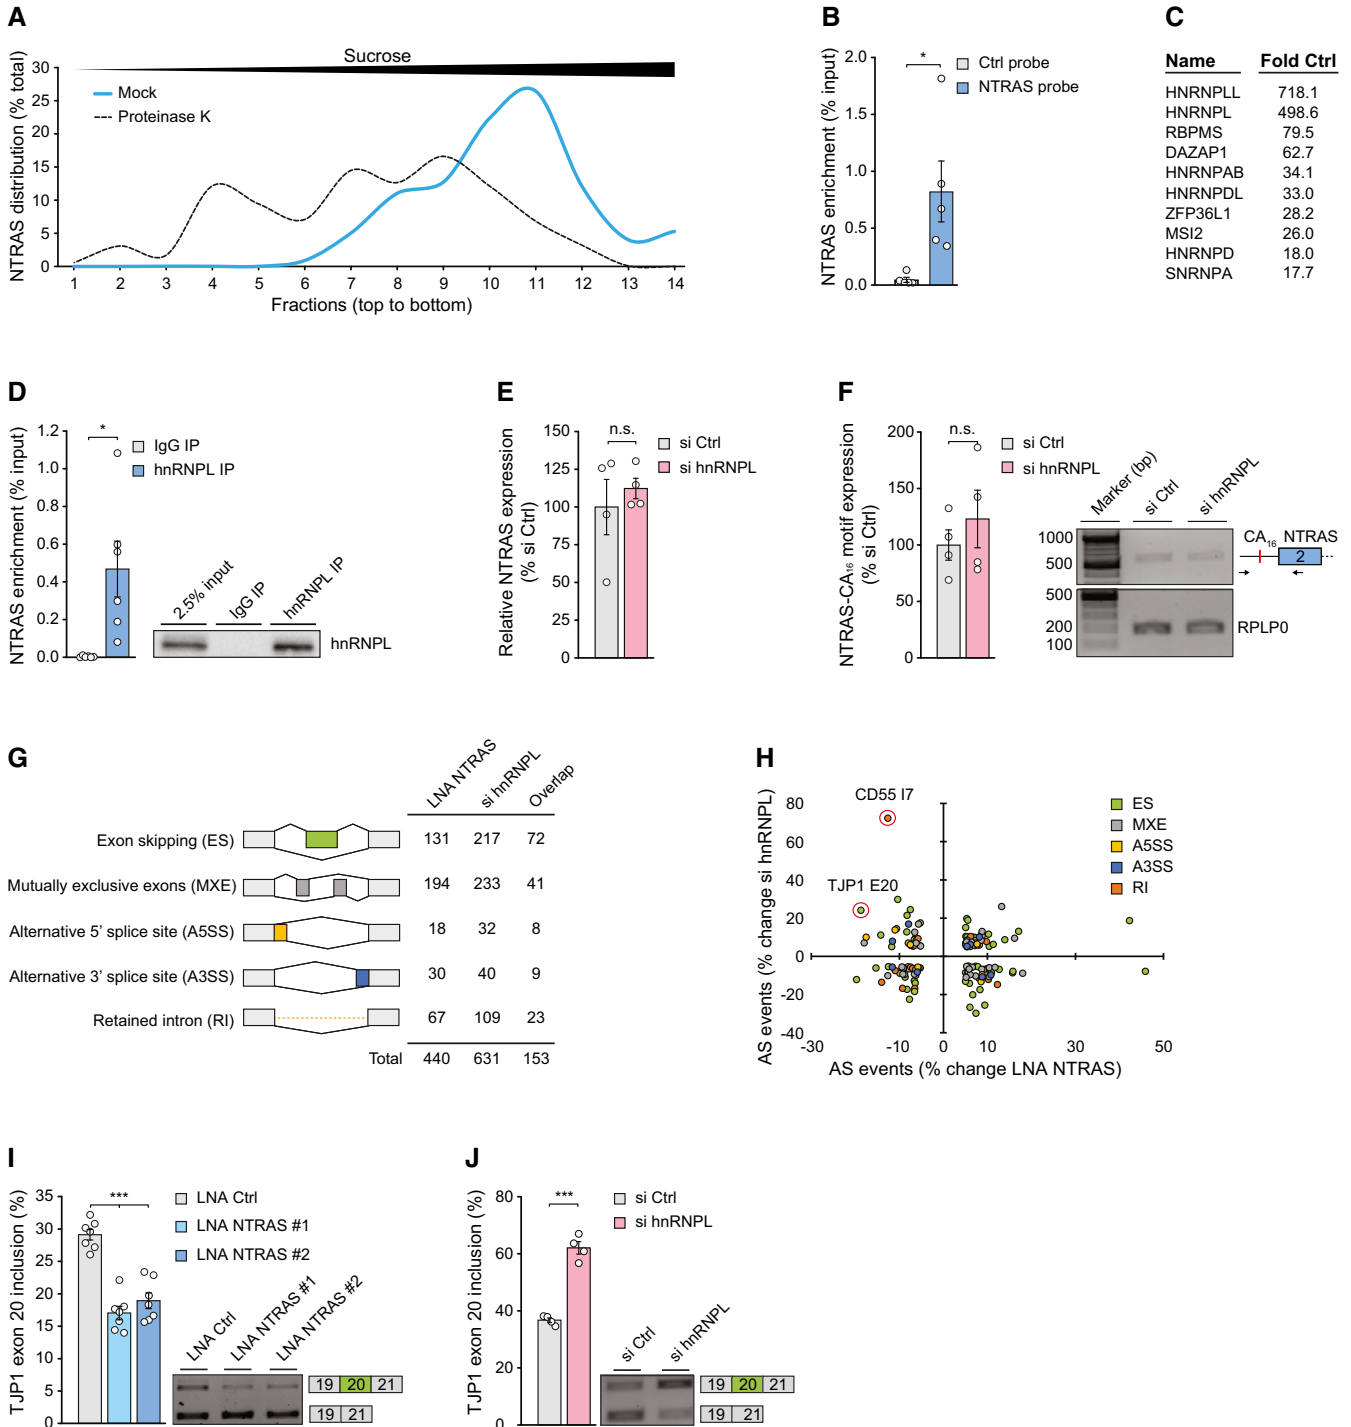 A
Sucrose
NTRAS distribution (% total)
30
25
20
15
10
5
0
Mock
Proteinase K
1 2 3 4 5 6 7 8 9 10 11 12 13 14
Fractions (top to bottom)
B
NTRAS enrichment (% input)
2.0
1.5
1.0
0.5
0.0
*
Ctrl probe
NTRAS probe
C
Name Fold Ctrl
HNRNPLL 718.1
HNRNPL 498.6
RBPMS 79.5
DAZAP1 62.7
HNRNPAB 34.1
HNRNPDL 33.0
ZFP36L1 28.2
MSI2 26.0
HNRNPD 18.0
SNRNPA 17.7
D
NTRAS enrichment (% input)
1.2
1.0
0.8
0.6
0.4
0.2
0.0
*
IgG IP
hnRNPL IP
2.5% input
IgG IP
hnRNPL IP
hnRNPL
E
Relative NTRAS expression
(% si Ctrl)
150
125
100
75
50
25
0
n.s.
si Ctrl
si hnRNPL
F
NTRAS-CA16 motif expression
(% si Ctrl)
200
150
100
50
0
n.s.
si Ctrl
si hnRNPL
Marker (bp)
si Ctrl
si hnRNPL
1000
500
500
200
100
CA16 NTRAS
2
RPLP0
G
LNA NTRAS
si hnRNPL
Overlap
Exon skipping (ES) 131 217 72
Mutually exclusive exons (MXE) 194 233 41
Alternative 5' splice site (A5SS) 18 32 8
Alternative 3' splice site (A3SS) 30 40 9
Retained intron (RI) 67 109 23
Total 440 631 153
H
AS events (% change si hnRNPL)
80
60
40
20
0
-20
-40
CD55 I7
TJP1 E20
ES
MXE
A5SS
A3SS
RI
-30 -10 0 10 30 50
AS events (% change LNA NTRAS)
I
TJP1 exon 20 inclusion (%)
35
30
25
20
15
10
5
0
***
LNA Ctrl
LNA NTRAS #1
LNA NTRAS #2
LNA Ctrl
LNA NTRAS #1
LNA NTRAS #2
19 20 21
19 21
J
TJP1 exon 20 inclusion (%)
80
60
40
20
0
***
si Ctrl
si hnRNPL
si Ctrl
si hnRNPL
19 20 21
19 21